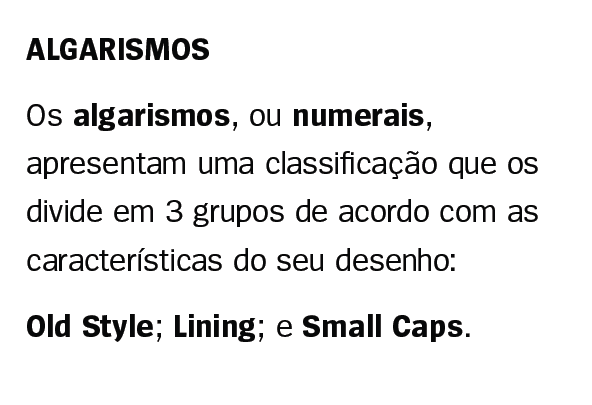 ALGARISMOS
Os algarismos, ou numerais,
apresentam uma classificação que os
divide em 3 grupos de acordo com as
características do seu desenho:
Old Style; Lining; e Small Caps.